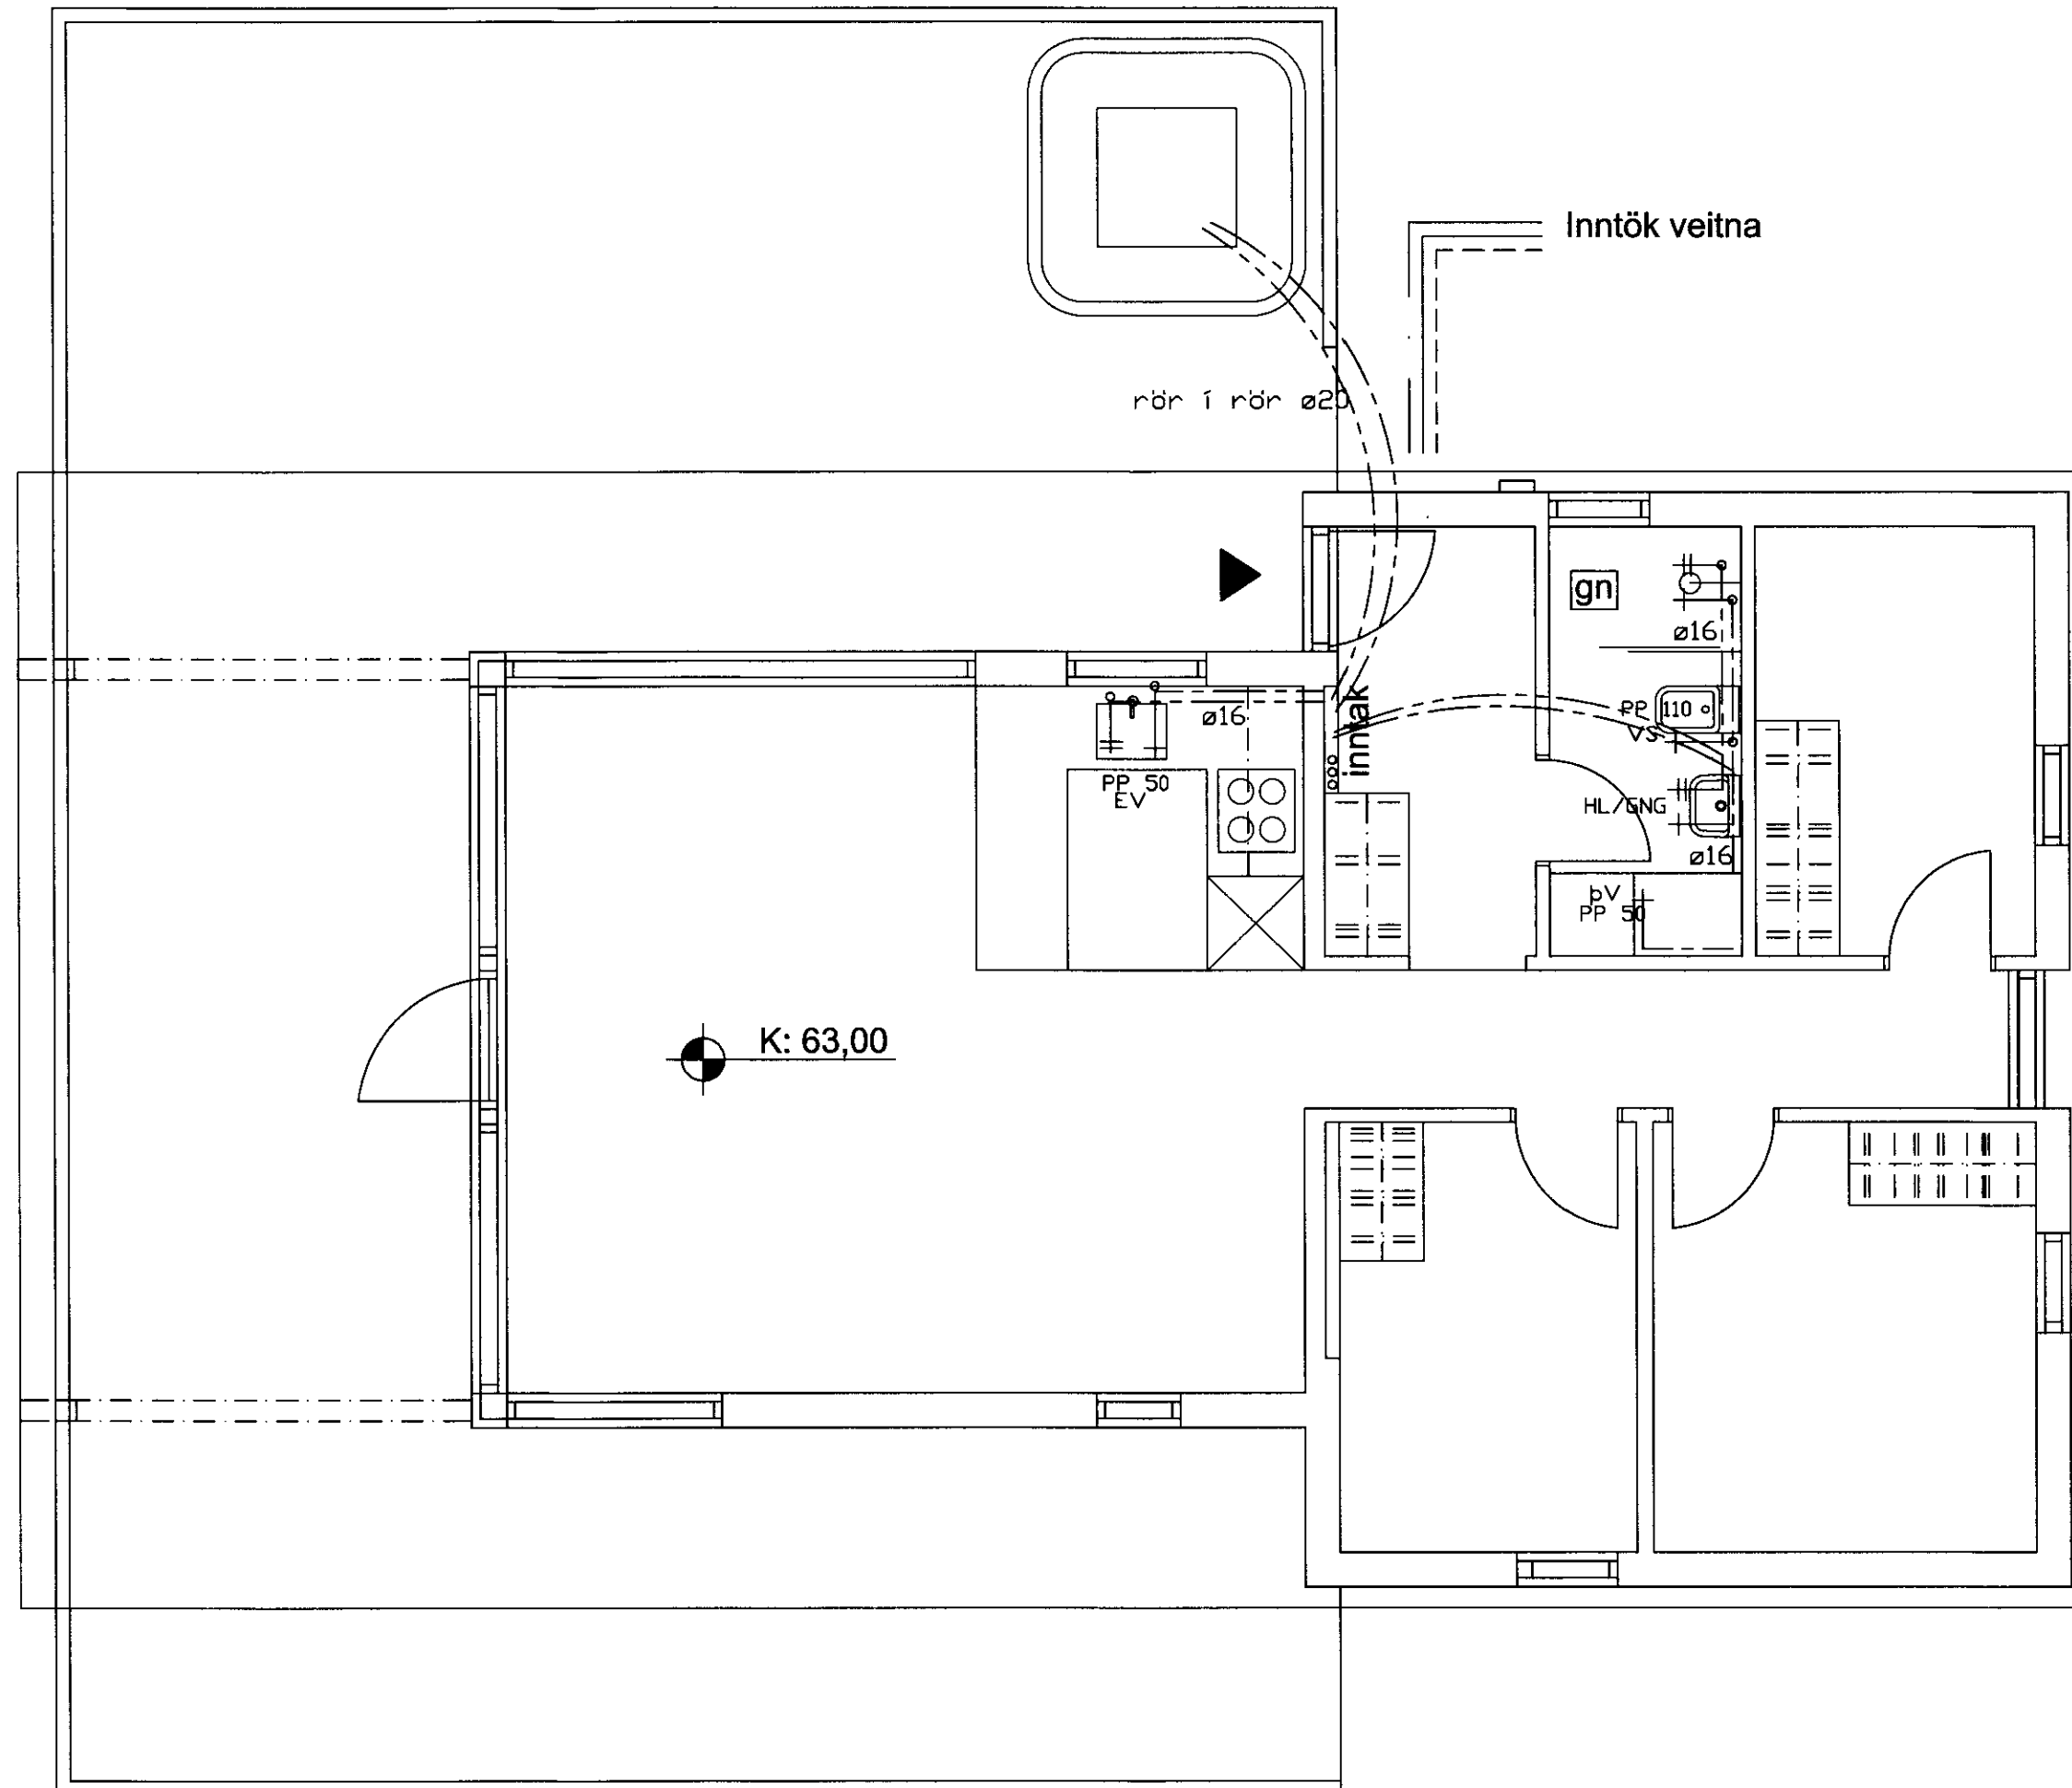 Inntök veitna
rör í rör ø20
gn
ø16
PP 110
VS
ø16
inntak
PP 50
EV
HL/GNG
ø16
þV
PP 50
K: 63,00